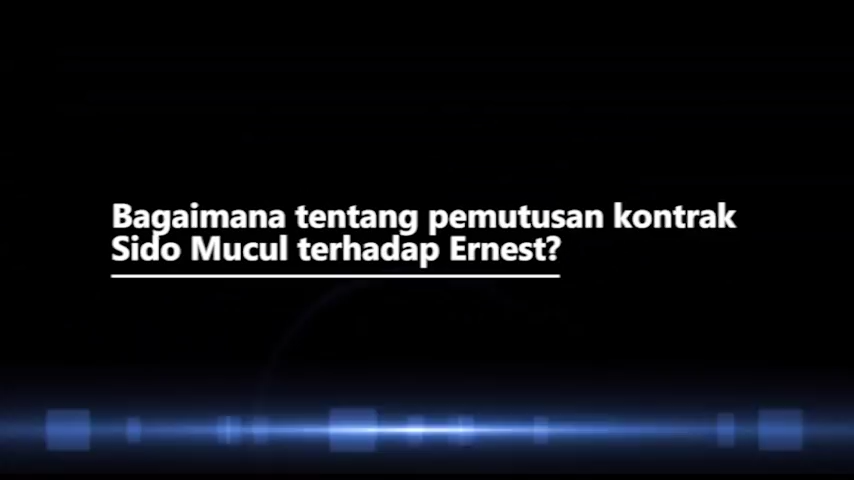 Bagaimana tentang pemutusan kontrak
Sido Mucul terhadap Ernest?